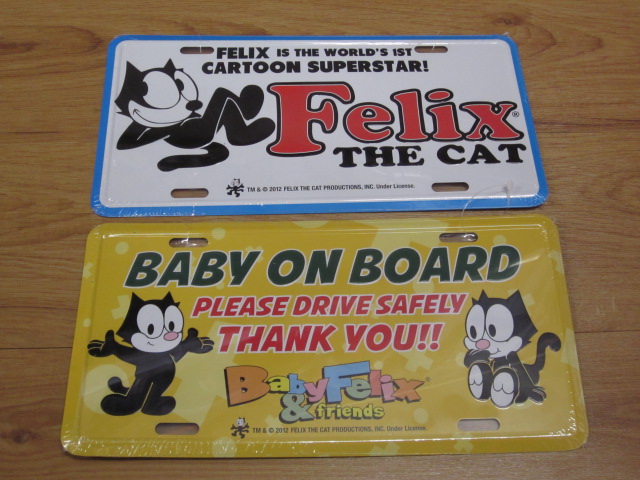 FELIX IS THE WORLD'S 1ST
CARTOON SUPERSTAR!
Felix®
THE CAT
TM & © 2012 FELIX THE CAT PRODUCTIONS, INC. Under License.
BABY ON BOARD
PLEASE DRIVE SAFELY
THANK YOU!!
BabyFelix®
& friends
TM & © 2012 FELIX THE CAT PRODUCTIONS, INC. Under License.